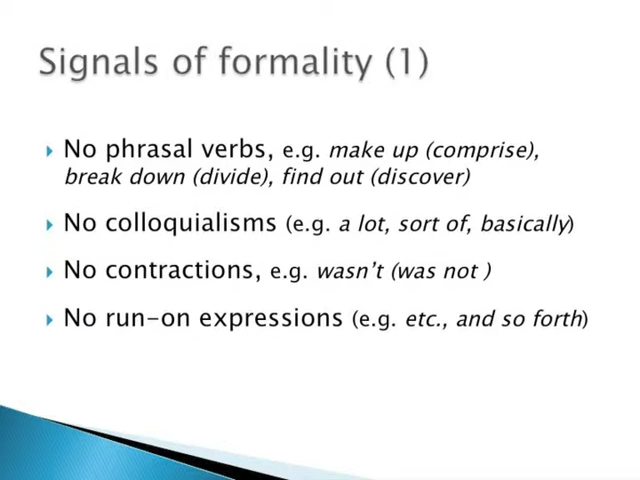 Signals of formality (1)
No phrasal verbs, e.g. make up (comprise),
break down (divide), find out (discover)
No colloquialisms (e.g. a lot, sort of, basically)
No contractions, e.g. wasn't (was not )
No run-on expressions (e.g. etc., and so forth)